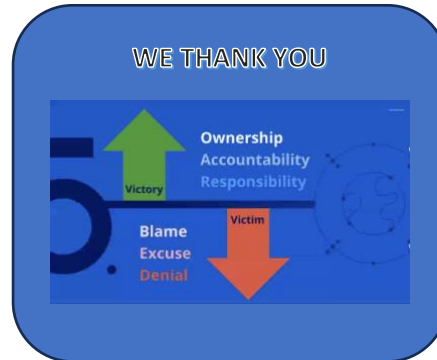 WE THANK YOU
Ownership
Accountability
Responsibility
Victory
Victim
Blame
Excuse
Denial